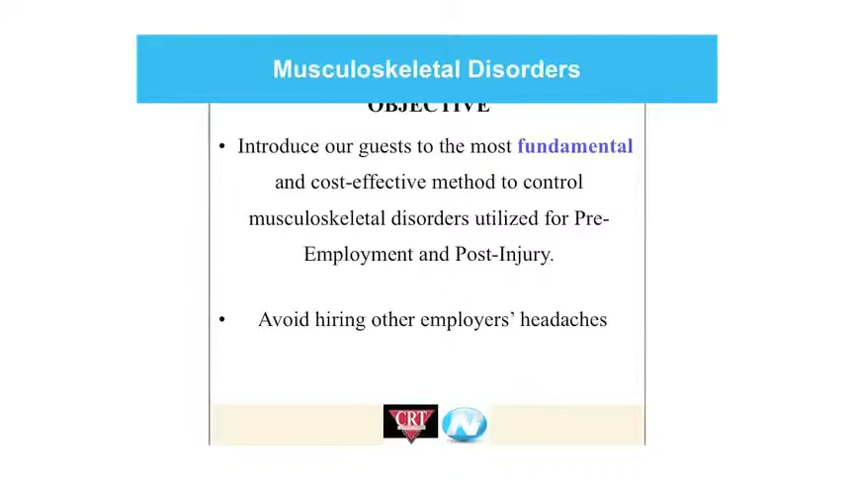 Musculoskeletal Disorders
OBJECTIVE
• Introduce our guests to the most fundamental
and cost-effective method to control
musculoskeletal disorders utilized for Pre-
Employment and Post-Injury.
• Avoid hiring other employers’ headaches
CRT N